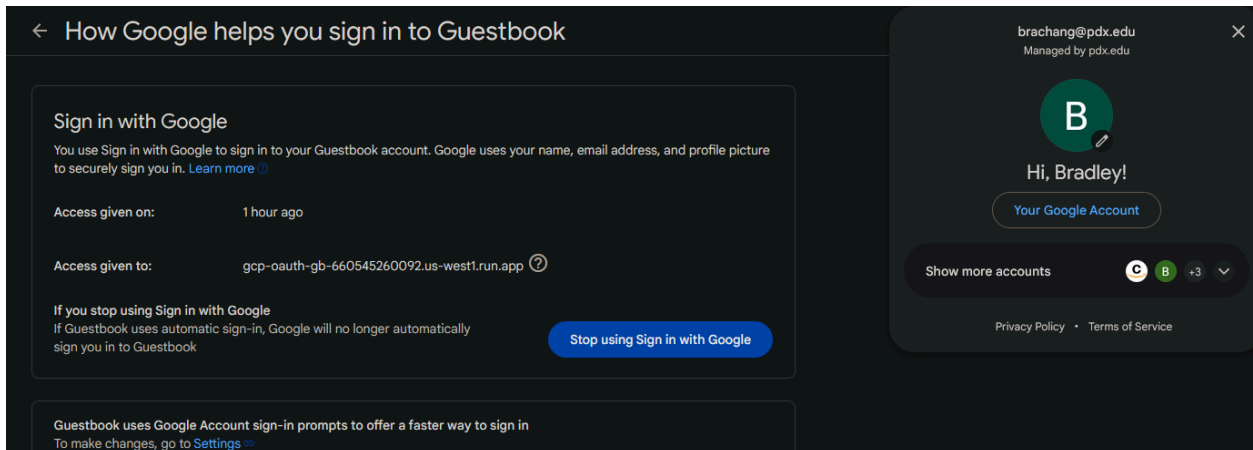 How Google helps you sign in to Guestbook
Sign in with Google
You use Sign in with Google to sign in to your Guestbook account. Google uses your name, email address, and profile picture
to securely sign you in. Learn more
Access given on: 1 hour ago
Access given to: gcp-oauth-gb-660545260092.us-west1.run.app
If you stop using Sign in with Google
If Guestbook uses automatic sign-in, Google will no longer automatically
sign you in to Guestbook
Stop using Sign in with Google
Guestbook uses Google Account sign-in prompts to offer a faster way to sign in
To make changes, go to Settings
brachang@pdx.edu
Managed by pdx.edu
B
Hi, Bradley!
Your Google Account
Show more accounts C B +3
Privacy Policy • Terms of Service